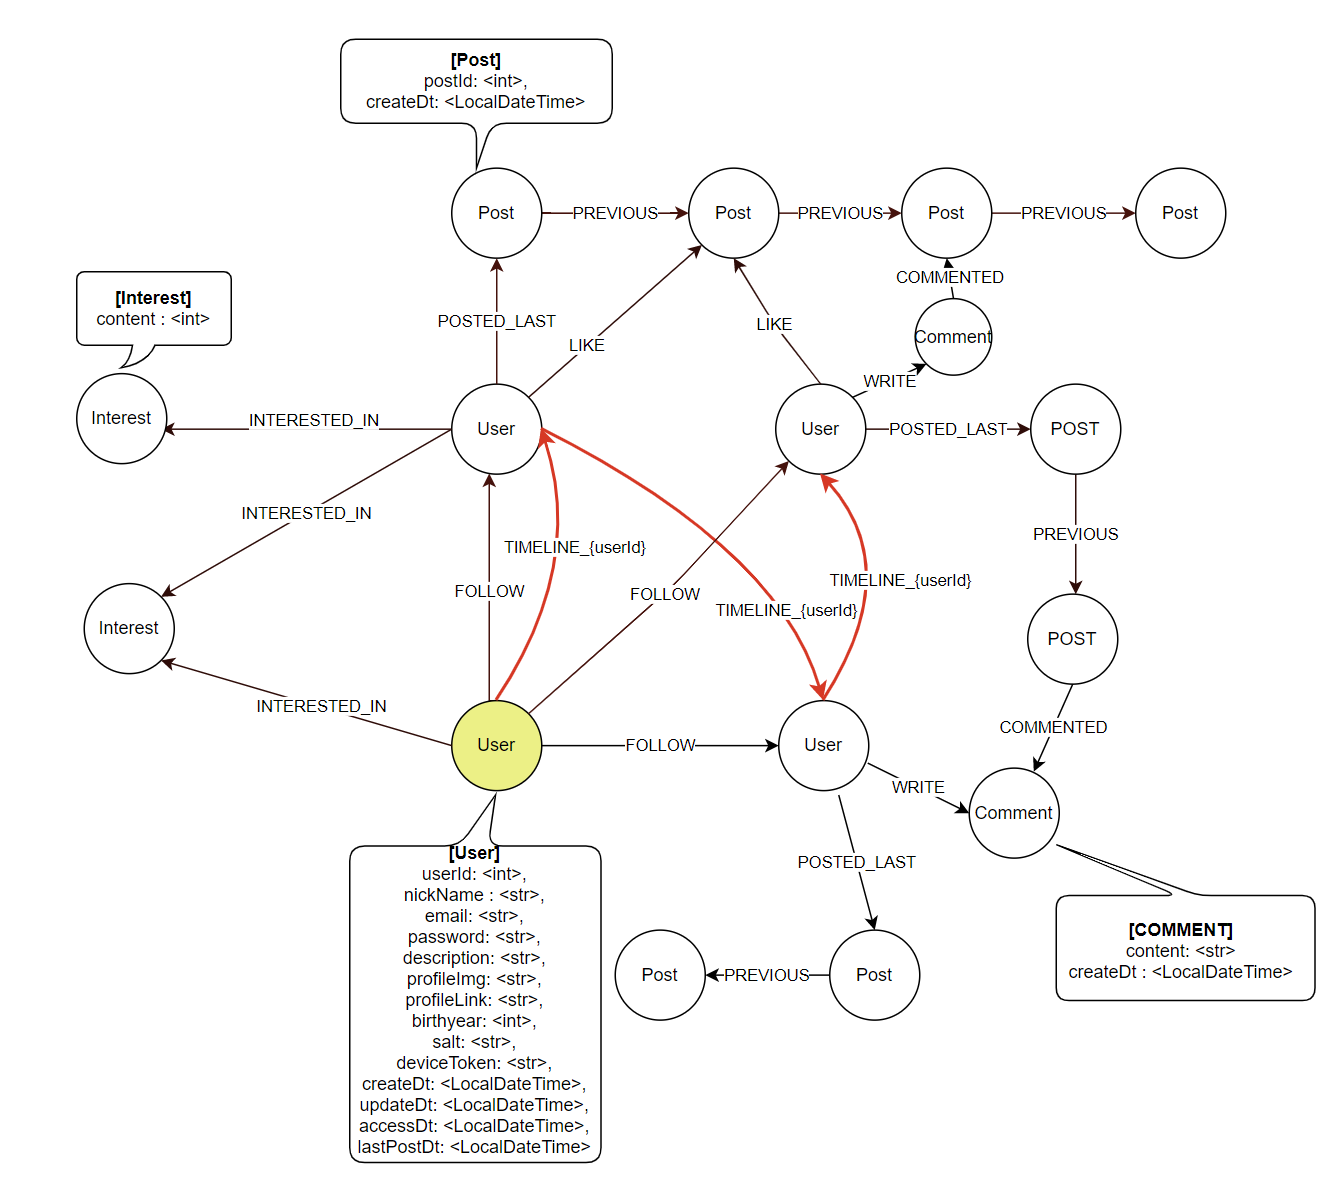 [Post]
postId: <int>,
createDt: <LocalDateTime>
Post
PREVIOUS
Post
PREVIOUS
Post
PREVIOUS
Post
COMMENTED
[Interest]
content : <int>
POSTED_LAST
LIKE
LIKE
Comment
WRITE
Interest
INTERESTED_IN
User
User
POSTED_LAST
POST
INTERESTED_IN
PREVIOUS
TIMELINE_{userId}
FOLLOW
FOLLOW
TIMELINE_{userId}
TIMELINE_{userId}
Interest
POST
INTERESTED_IN
COMMENTED
User
FOLLOW
User
WRITE
Comment
[User]
userId: <int>,
nickName : <str>,
email: <str>,
password: <str>,
description: <str>,
profileImg: <str>,
profileLink: <str>,
birthyear: <int>,
salt: <str>,
deviceToken: <str>,
createDt: <LocalDateTime>,
updateDt: <LocalDateTime>,
accessDt: <LocalDateTime>,
lastPostDt: <LocalDateTime>
POSTED_LAST
Post
PREVIOUS
Post
[COMMENT]
content: <str>
createDt : <LocalDateTime>